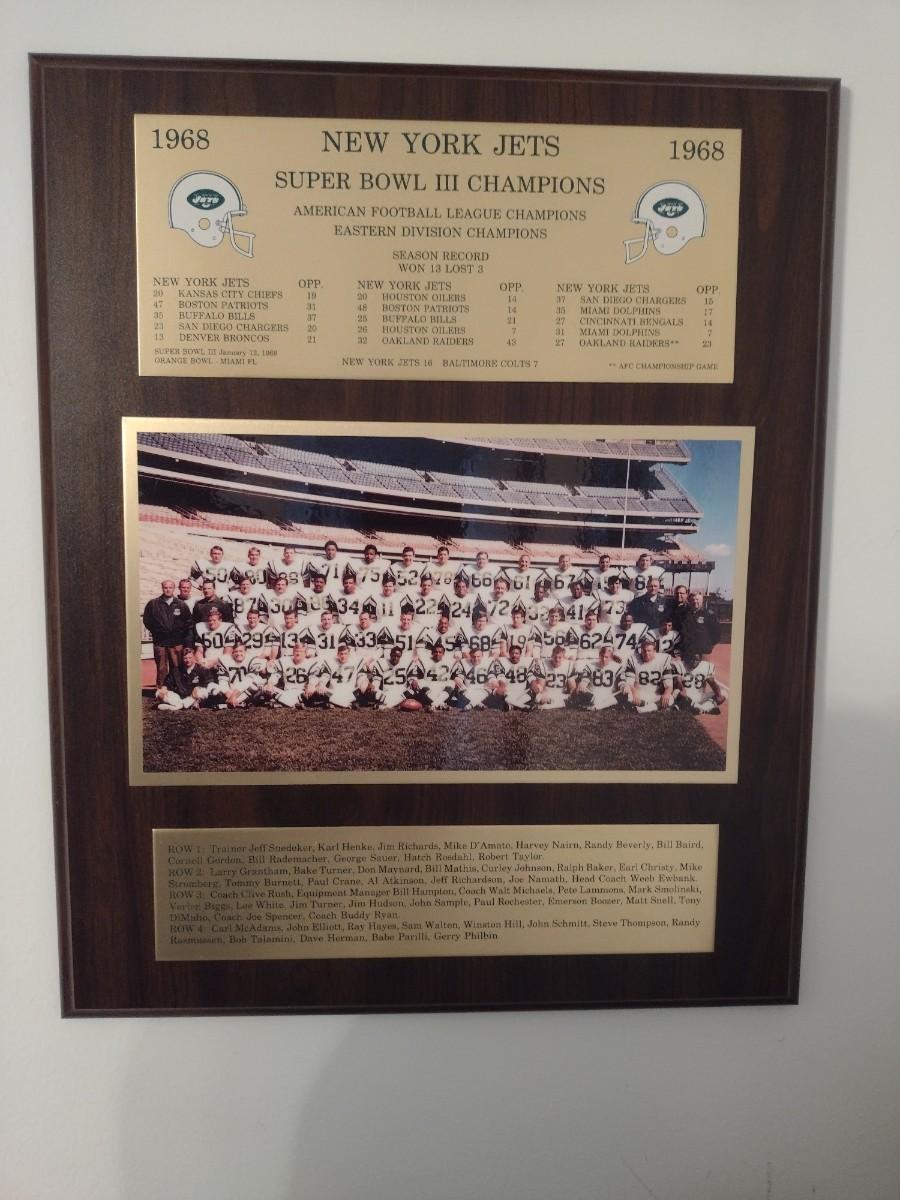 1968 NEW YORK JETS 1968
SUPER BOWL III CHAMPIONS
AMERICAN FOOTBALL LEAGUE CHAMPIONS
EASTERN DIVISION CHAMPIONS
SEASON RECORD
WON 13 LOST 3
NEW YORK JETS OPP.
20 KANSAS CITY CHIEFS 19
47 BOSTON PATRIOTS 31
35 BUFFALO BILLS 37
23 SAN DIEGO CHARGERS 20
13 DENVER BRONCOS 21
NEW YORK JETS OPP.
20 HOUSTON OILERS 14
48 BOSTON PATRIOTS 14
25 BUFFALO BILLS 21
26 HOUSTON OILERS 7
32 OAKLAND RAIDERS 43
NEW YORK JETS OPP.
37 SAN DIEGO CHARGERS 15
35 MIAMI DOLPHINS 17
27 CINCINNATI BENGALS 14
31 MIAMI DOLPHINS 7
27 OAKLAND RAIDERS** 23
SUPER BOWL III January 12, 1969
ORANGE BOWL - MIAMI FL
NEW YORK JETS 16 BALTIMORE COLTS 7
** AFC CHAMPIONSHIP GAME
ROW 1: Trainer Jeff Snedeker, Karl Henke, Jim Richards, Mike D'Amato, Harvey Nairn, Randy Beverly, Bill Baird,
Cornell Gordon, Bill Rademacher, George Sauer, Hatch Rosdahl, Robert Taylor
ROW 2: Larry Grantham, Bake Turner, Don Maynard, Bill Mathis, Curley Johnson, Ralph Baker, Earl Christy, Mike
Stromberg, Tommy Burnett, Paul Crane, Al Atkinson, Jeff Richardson, Joe Namath, Head Coach Weeb Ewbank.
ROW 3: Coach Clive Rush, Equipment Manager Bill Hampton, Coach Walt Michaels, Pete Lammons, Mark Smolinski,
Verlon Biggs, Lee White, Jim Turner, Jim Hudson, John Sample, Paul Rochester, Emerson Boozer, Matt Snell, Tony
DiMidio, Coach Joe Spencer, Coach Buddy Ryan.
ROW 4: Carl McAdams, John Elliott, Ray Hayes, Sam Walton, Winston Hill, John Schmitt, Steve Thompson, Randy
Rasmussen, Bob Talamini, Dave Herman, Babe Parilli, Gerry Philbin